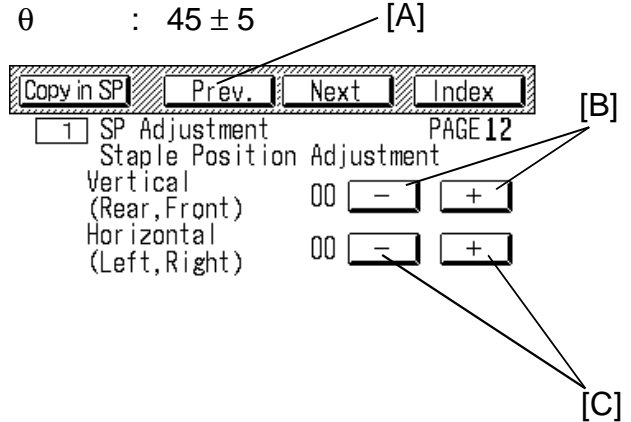 θ : 45 ± 5 [A]
Copy in SP Prev. Next Index
[B]
1 SP Adjustment PAGE 12
Staple Position Adjustment
Vertical
(Rear,Front) 00 − +
Horizontal
(Left,Right) 00 − +
[C]